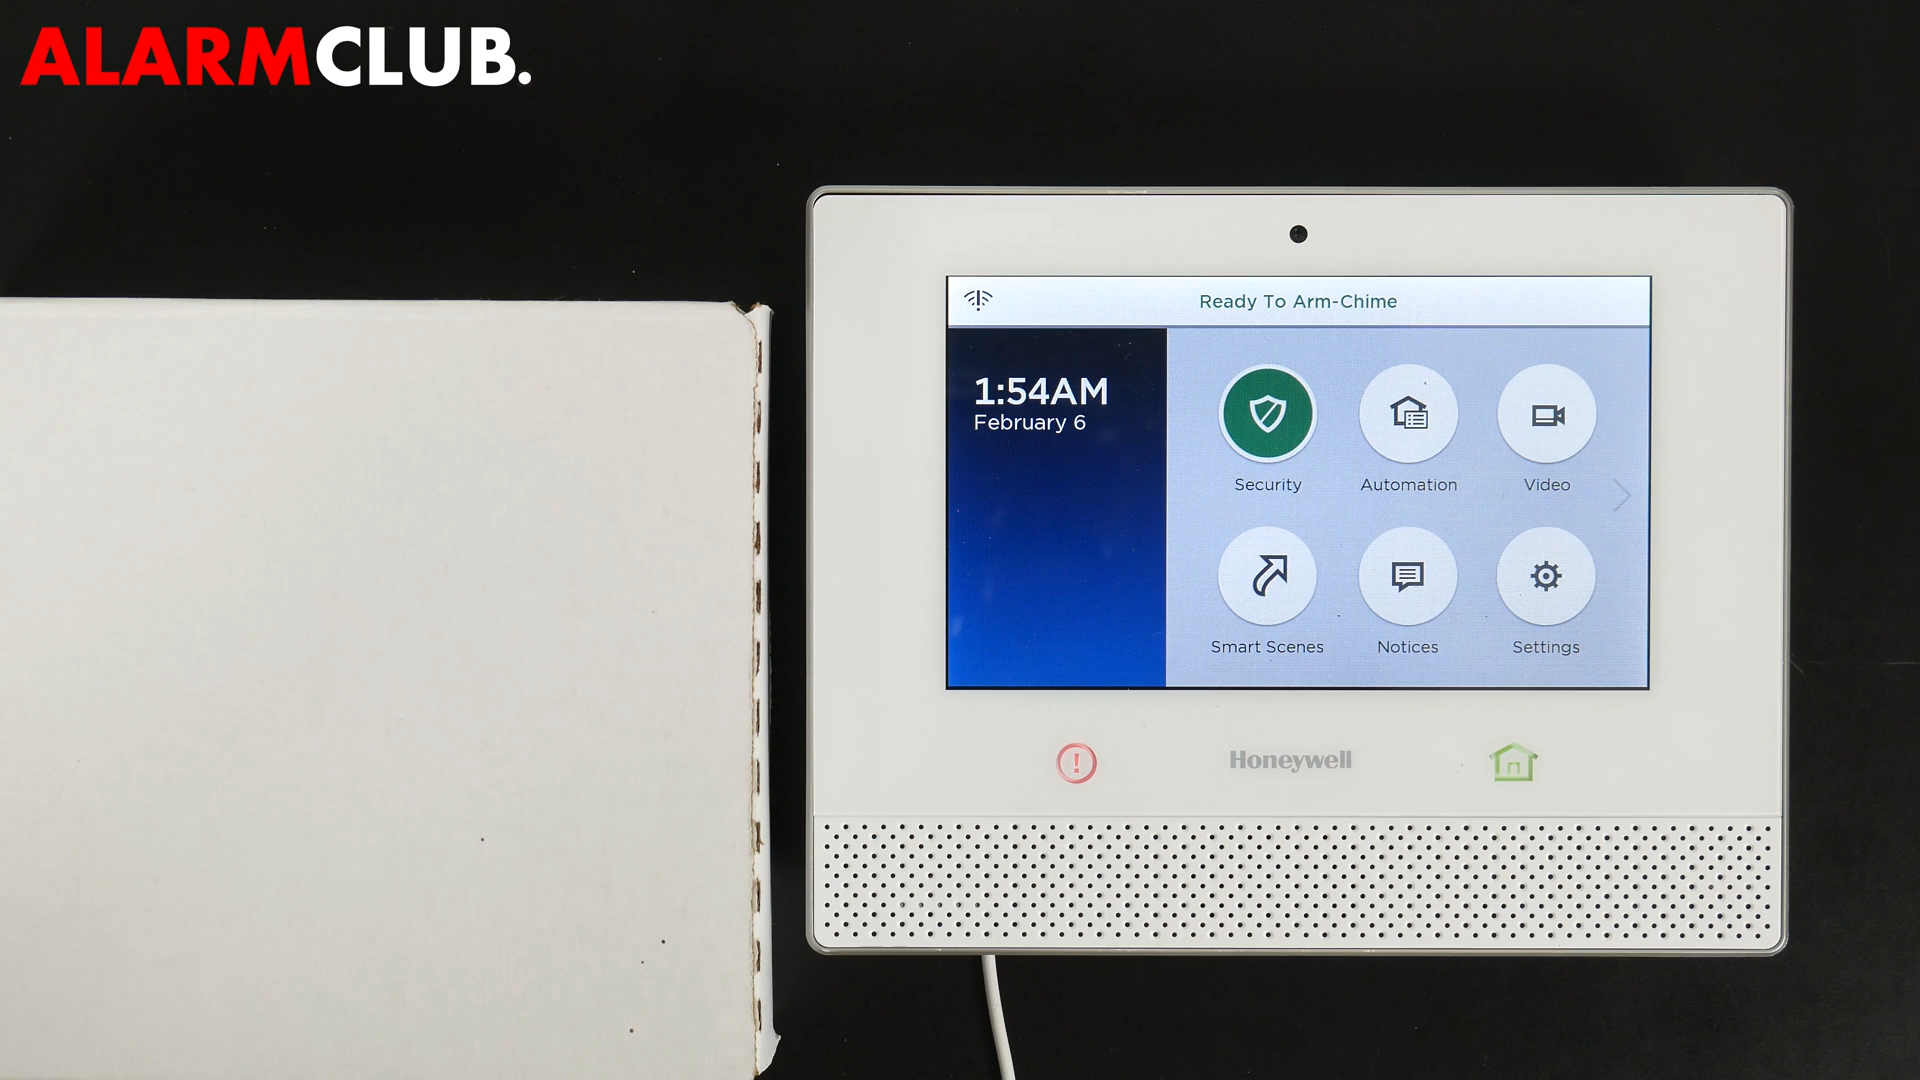 ALARMCLUB.
Ready To Arm-Chime
1:54AM
February 6
Security
Automation
Video
Smart Scenes
Notices
Settings
Honeywell